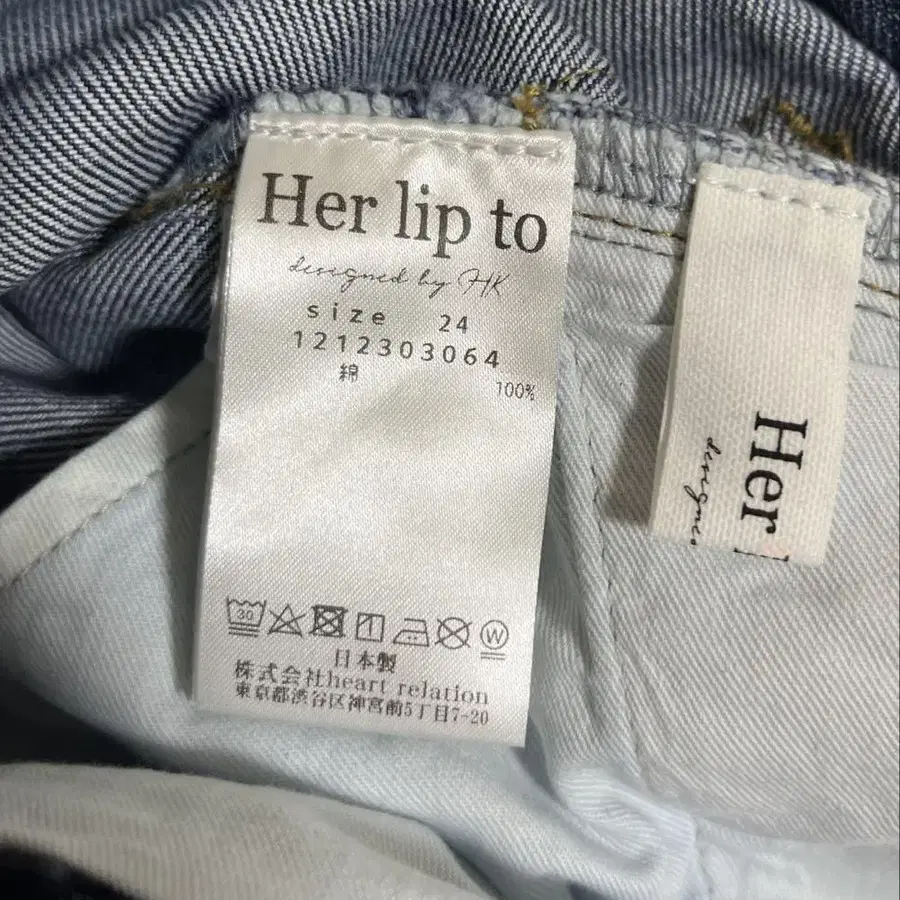 Her lip to
designed by HK
size 24
1212303064
綿 100%
30
W
日本製
株式会社heart relation
東京都渋谷区神宮前5丁目7-20
Her
designe